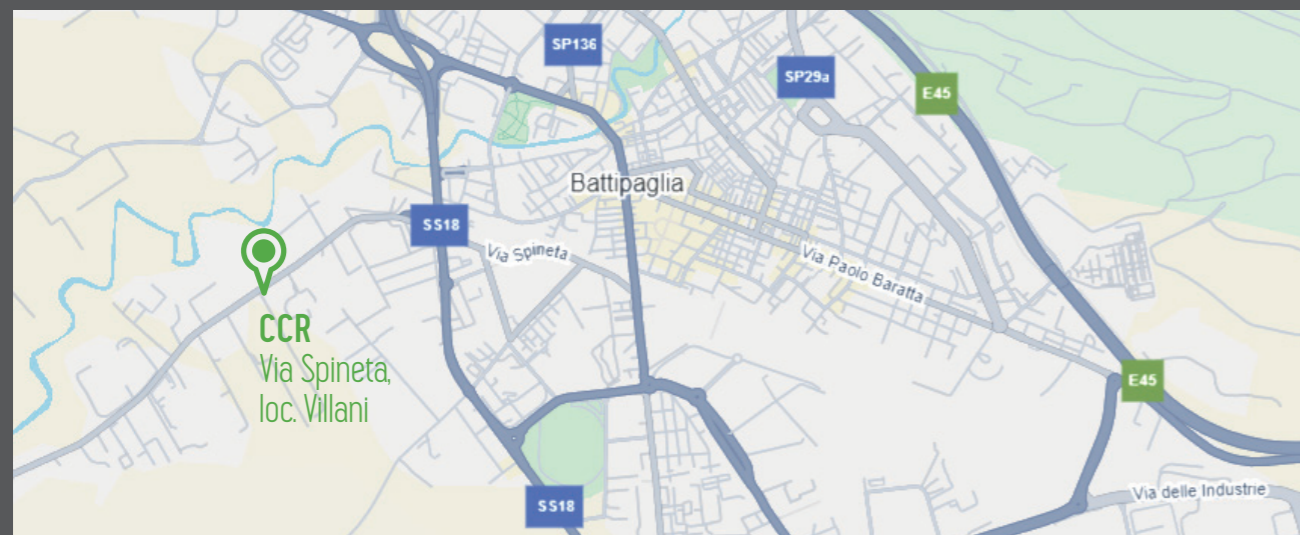 SP136
SP29a
E45
Battipaglia
SS18
Via Spineta
Via Paolo Baratta
CCR
Via Spineta,
loc. Villani
E45
Via delle Industrie
SS18